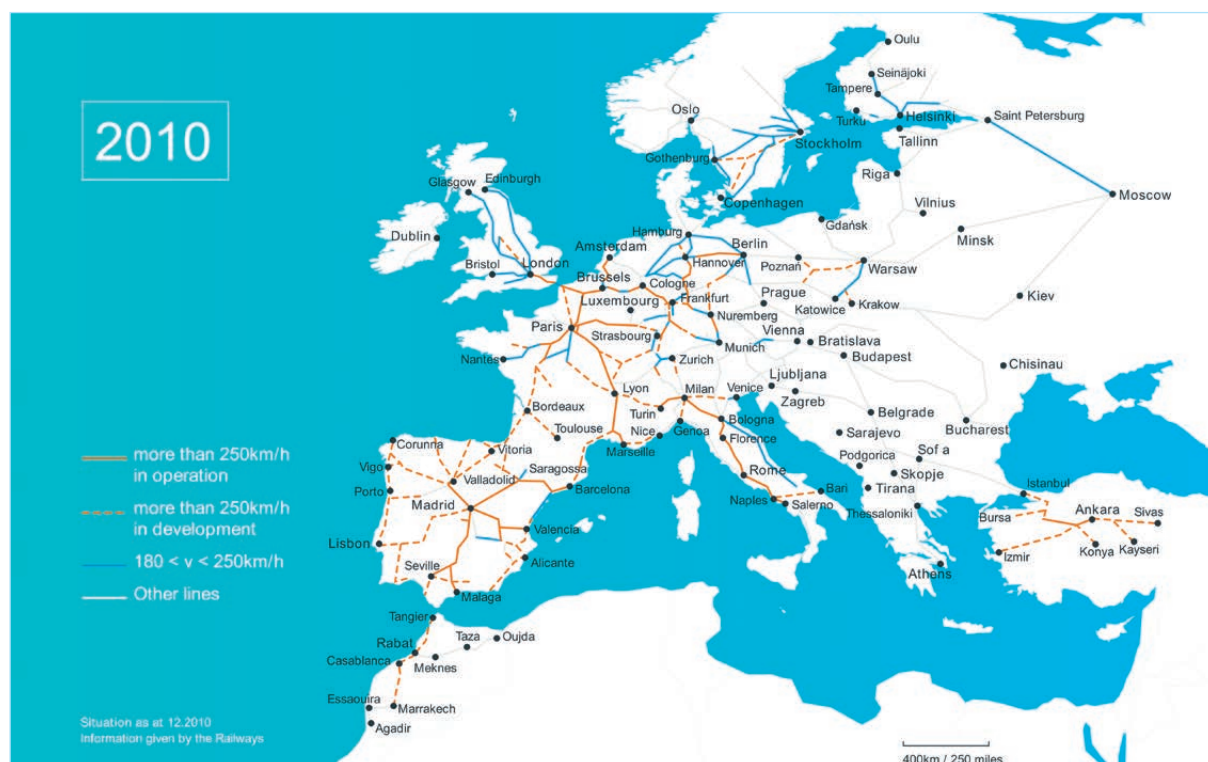 2010
Oulu
Seinäjoki
Tampere
Oslo
Turku
Helsinki
Saint Petersburg
Stockholm
Tallinn
Gothenburg
Riga
Moscow
Glasgow
Edinburgh
Copenhagen
Vilnius
Gdańsk
Minsk
Dublin
Hamburg
Berlin
Amsterdam
Bristol
London
Hannover
Poznań
Warsaw
Brussels
Cologne
Luxembourg
Frankfurt
Prague
Katowice
Krakow
Kiev
Nuremberg
Paris
Strasbourg
Vienna
Munich
Bratislava
Budapest
Nantes
Zurich
Chisinau
Ljubljana
Lyon
Milan
Venice
Zagreb
Bordeaux
Turin
Bologna
Belgrade
Bucharest
Toulouse
Nice
Genoa
Florence
Marseille
Sarajevo
Corunna
Vitoria
Sof a
Podgorica
Skopje
Vigo
Valladolid
Saragossa
Rome
Istanbul
Porto
Barcelona
Naples
Bari
Tirana
Salerno
Thessaloniki
Madrid
Bursa
Ankara
Sivas
Valencia
Lisbon
Izmir
Konya
Kayseri
Alicante
Seville
Athens
Malaga
Tangier
Taza
Oujda
Rabat
Casablanca
Meknes
Essaouira
Marrakech
Agadir
more than 250km/h
in operation
more than 250km/h
in development
180 < v < 250km/h
Other lines
Situation as at 12.2010
Information given by the Railways
400km / 250 miles